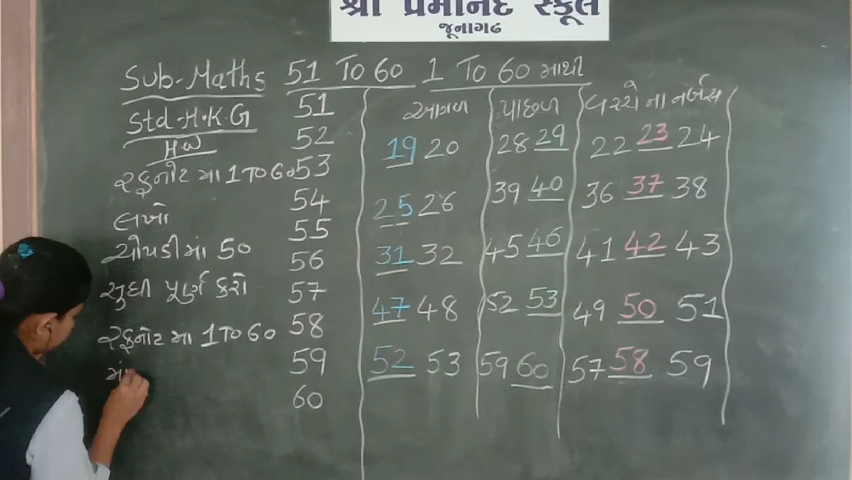 શ્રી પ્રેમાનંદ સ્કૂલ
જૂનાગઢ
Sub-Maths 51 TO 60 1 TO 60 માંથી
Std-H.K.G
H.W
રફનોટ માં 1 TO 60
લખો
ચોપડીમાં 50
સુધી પૂર્ણ કરો
રફનોટ માં 1 TO 60
માં
51
52
53
54
55
56
57
58
59
60
આગળ
19 20
25 26
31 32
47 48
52 53
પાછળ
28 29
39 40
45 46
52 53
59 60
વચ્ચે ના નંબર્સ
22 23 24
36 37 38
41 42 43
49 50 51
57 58 59